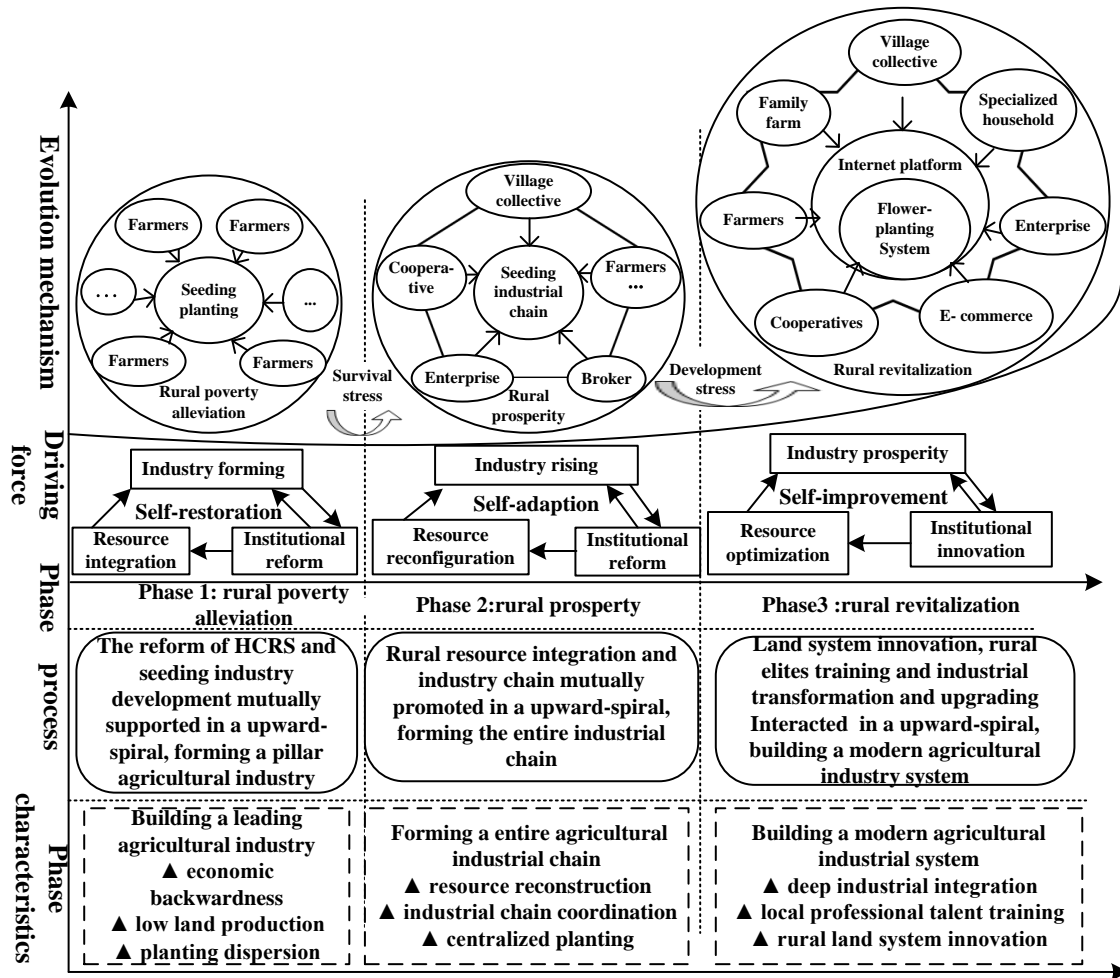 Evolution mechanism
Farmers
Farmers
...
Seeding
planting
...
Farmers
Farmers
Rural poverty
alleviation
Survival
stress
Village
collective
Coopera-
tive
Seeding
industrial
chain
Farmers
...
Enterprise
Broker
Rural
prosperity
Development
stress
Village
collective
Family
farm
Specialized
household
Internet platform
Farmers
Flower-
planting
System
Enterprise
Cooperatives
E- commerce
Rural revitalization
Driving
force
Industry forming
Self-restoration
Resource
integration
Institutional
reform
Industry rising
Self-adaption
Resource
reconfiguration
Institutional
reform
Industry prosperity
Self-improvement
Resource
optimization
Institutional
innovation
Phase
Phase 1: rural poverty
alleviation
Phase 2:rural prosperty
Phase3 :rural revitalization
process
The reform of HCRS and
seeding industry
development mutually
supported in a upward-
spiral, forming a pillar
agricultural industry
Rural resource integration and
industry chain mutually
promoted in a upward-spiral,
forming the entire industrial
chain
Land system innovation, rural
elites training and industrial
transformation and upgrading
Interacted in a upward-spiral,
building a modern agricultural
industry system
Phase
characteristics
Building a leading
agricultural industry
▲ economic
backwardness
▲ low land production
▲ planting dispersion
Forming a entire agricultural
industrial chain
▲ resource reconstruction
▲ industrial chain coordination
▲ centralized planting
Building a modern agricultural
industrial system
▲ deep industrial integration
▲ local professional talent training
▲ rural land system innovation